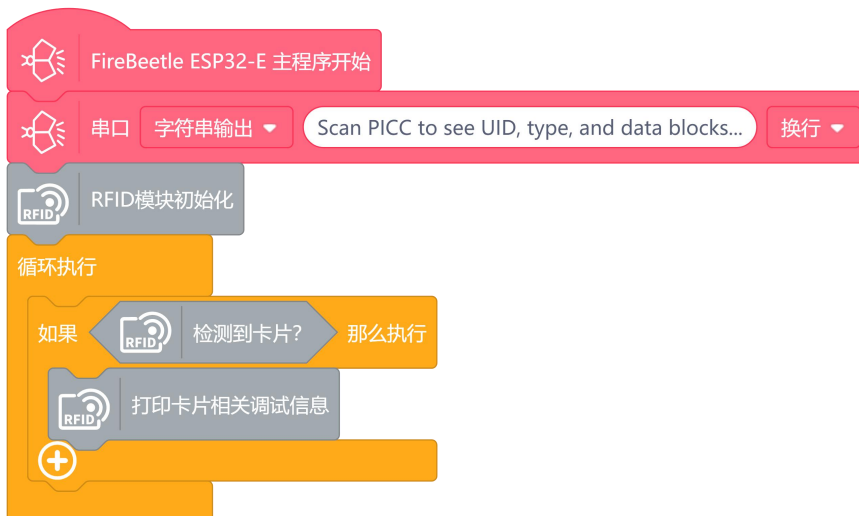 FireBeetle ESP32-E 主程序开始
串口 字符串输出 Scan PICC to see UID, type, and data blocks... 换行
RFID RFID模块初始化
循环执行
如果 RFID 检测到卡片? 那么执行
RFID 打印卡片相关调试信息